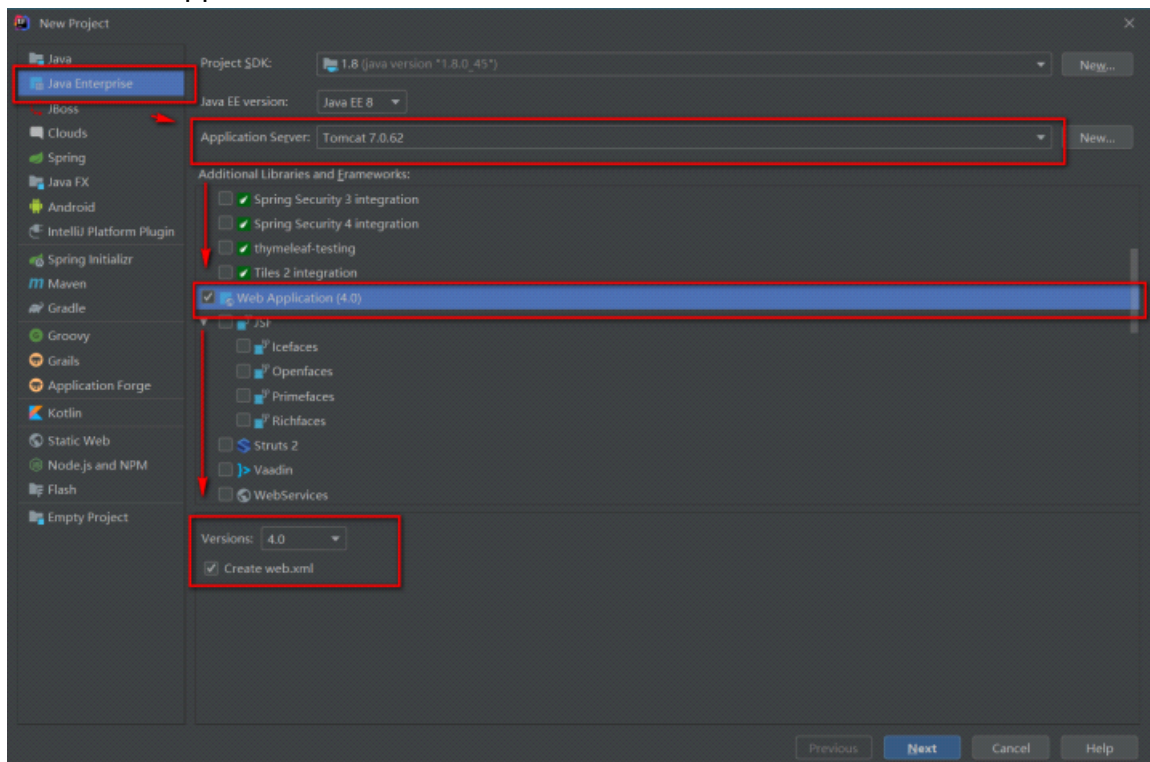 New Project
Java
Java Enterprise
JBoss
Clouds
Spring
Java FX
Android
IntelliJ Platform Plugin
Spring Initializr
Maven
Gradle
Groovy
Grails
Application Forge
Kotlin
Static Web
Node.js and NPM
Flash
Empty Project
Project SDK: 1.8 (java version "1.8.0_45") New...
Java EE version: Java EE 8
Application Server: Tomcat 7.0.62 New...
Additional Libraries and Frameworks:
Spring Security 3 integration
Spring Security 4 integration
thymeleaf-testing
Tiles 2 integration
Web Application (4.0)
JSF
Icefaces
Openfaces
Primefaces
Richfaces
Struts 2
Vaadin
WebServices
Versions: 4.0
Create web.xml
Previous Next Cancel Help